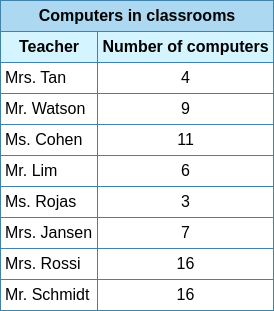 Computers in classrooms
Teacher Number of computers
Mrs. Tan 4
Mr. Watson 9
Ms. Cohen 11
Mr. Lim 6
Ms. Rojas 3
Mrs. Jansen 7
Mrs. Rossi 16
Mr. Schmidt 16